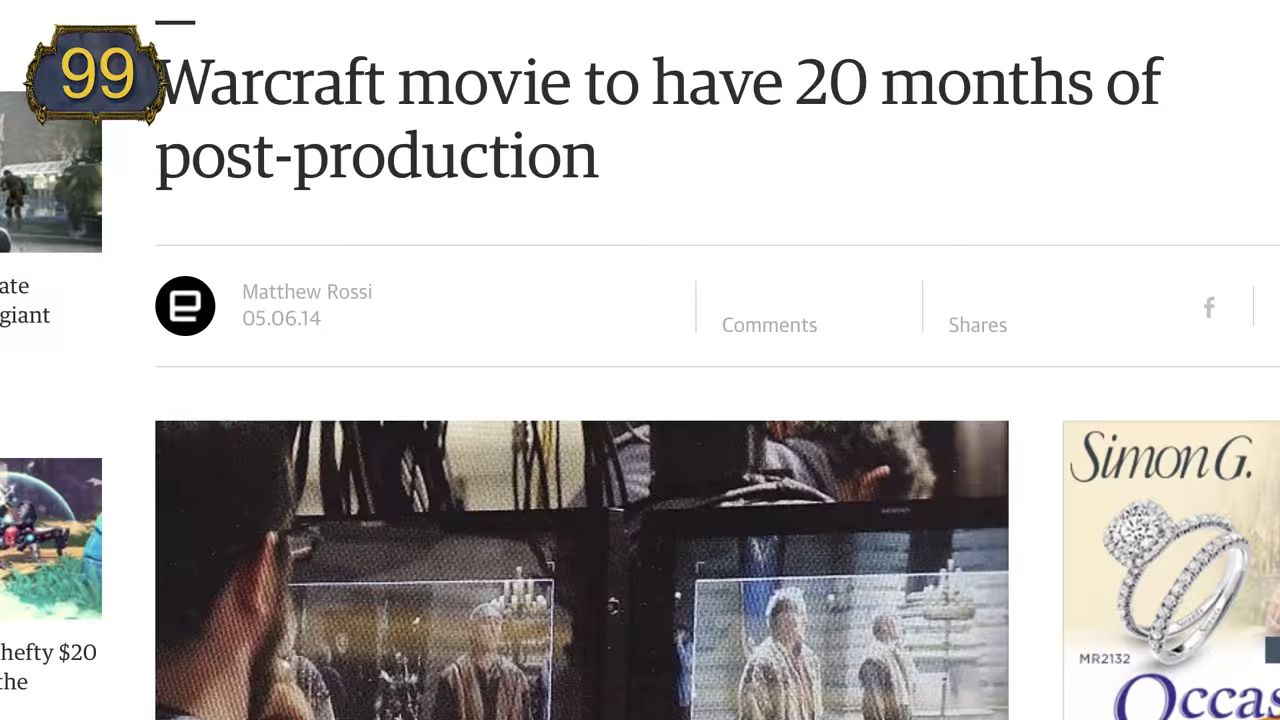 99
Warcraft movie to have 20 months of
post-production
ate
giant
Matthew Rossi
05.06.14
Comments
Shares
hefty $20
the
Simon G.
MR2132
Occas